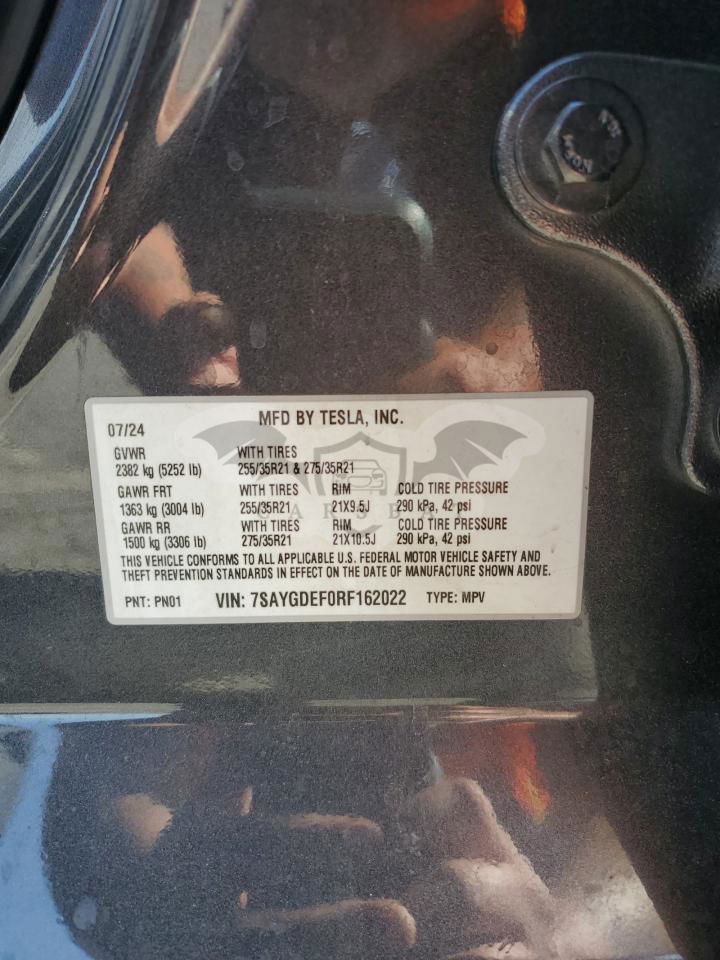 07/24 MFD BY TESLA, INC.
GVWR WITH TIRES
2382 kg (5252 lb) 255/35R21 & 275/35R21
GAWR FRT WITH TIRES RIM COLD TIRE PRESSURE
1363 kg (3004 lb) 255/35R21 21X9.5J 290 kPa, 42 psi
GAWR RR WITH TIRES RIM COLD TIRE PRESSURE
1500 kg (3306 lb) 275/35R21 21X10.5J 290 kPa, 42 psi
THIS VEHICLE CONFORMS TO ALL APPLICABLE U.S. FEDERAL MOTOR VEHICLE SAFETY AND
THEFT PREVENTION STANDARDS IN EFFECT ON THE DATE OF MANUFACTURE SHOWN ABOVE.
PNT: PN01 VIN: 7SAYGDEF0RF162022 TYPE: MPV